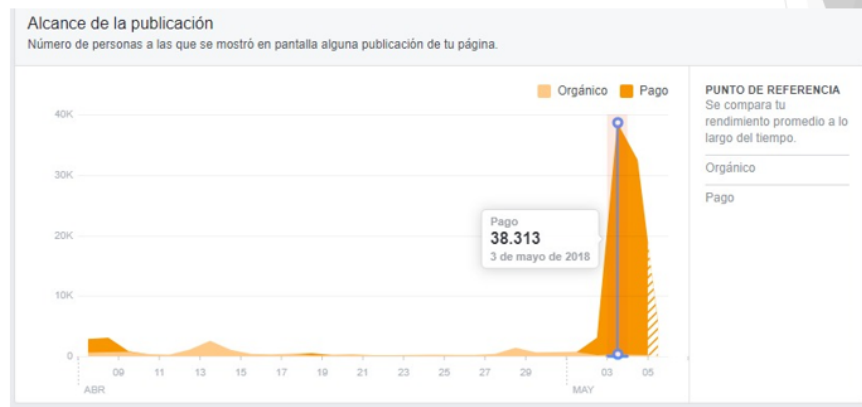 Alcance de la publicación
Número de personas a las que se mostró en pantalla alguna publicación de tu página.
Orgánico Pago
40K
30K
20K
10K
0
Pago
38.313
3 de mayo de 2018
09 11 13 15 17 19 21 23 25 27 29 03 05
ABR MAY
PUNTO DE REFERENCIA
Se compara tu
rendimiento promedio a lo
largo del tiempo.
Orgánico
Pago